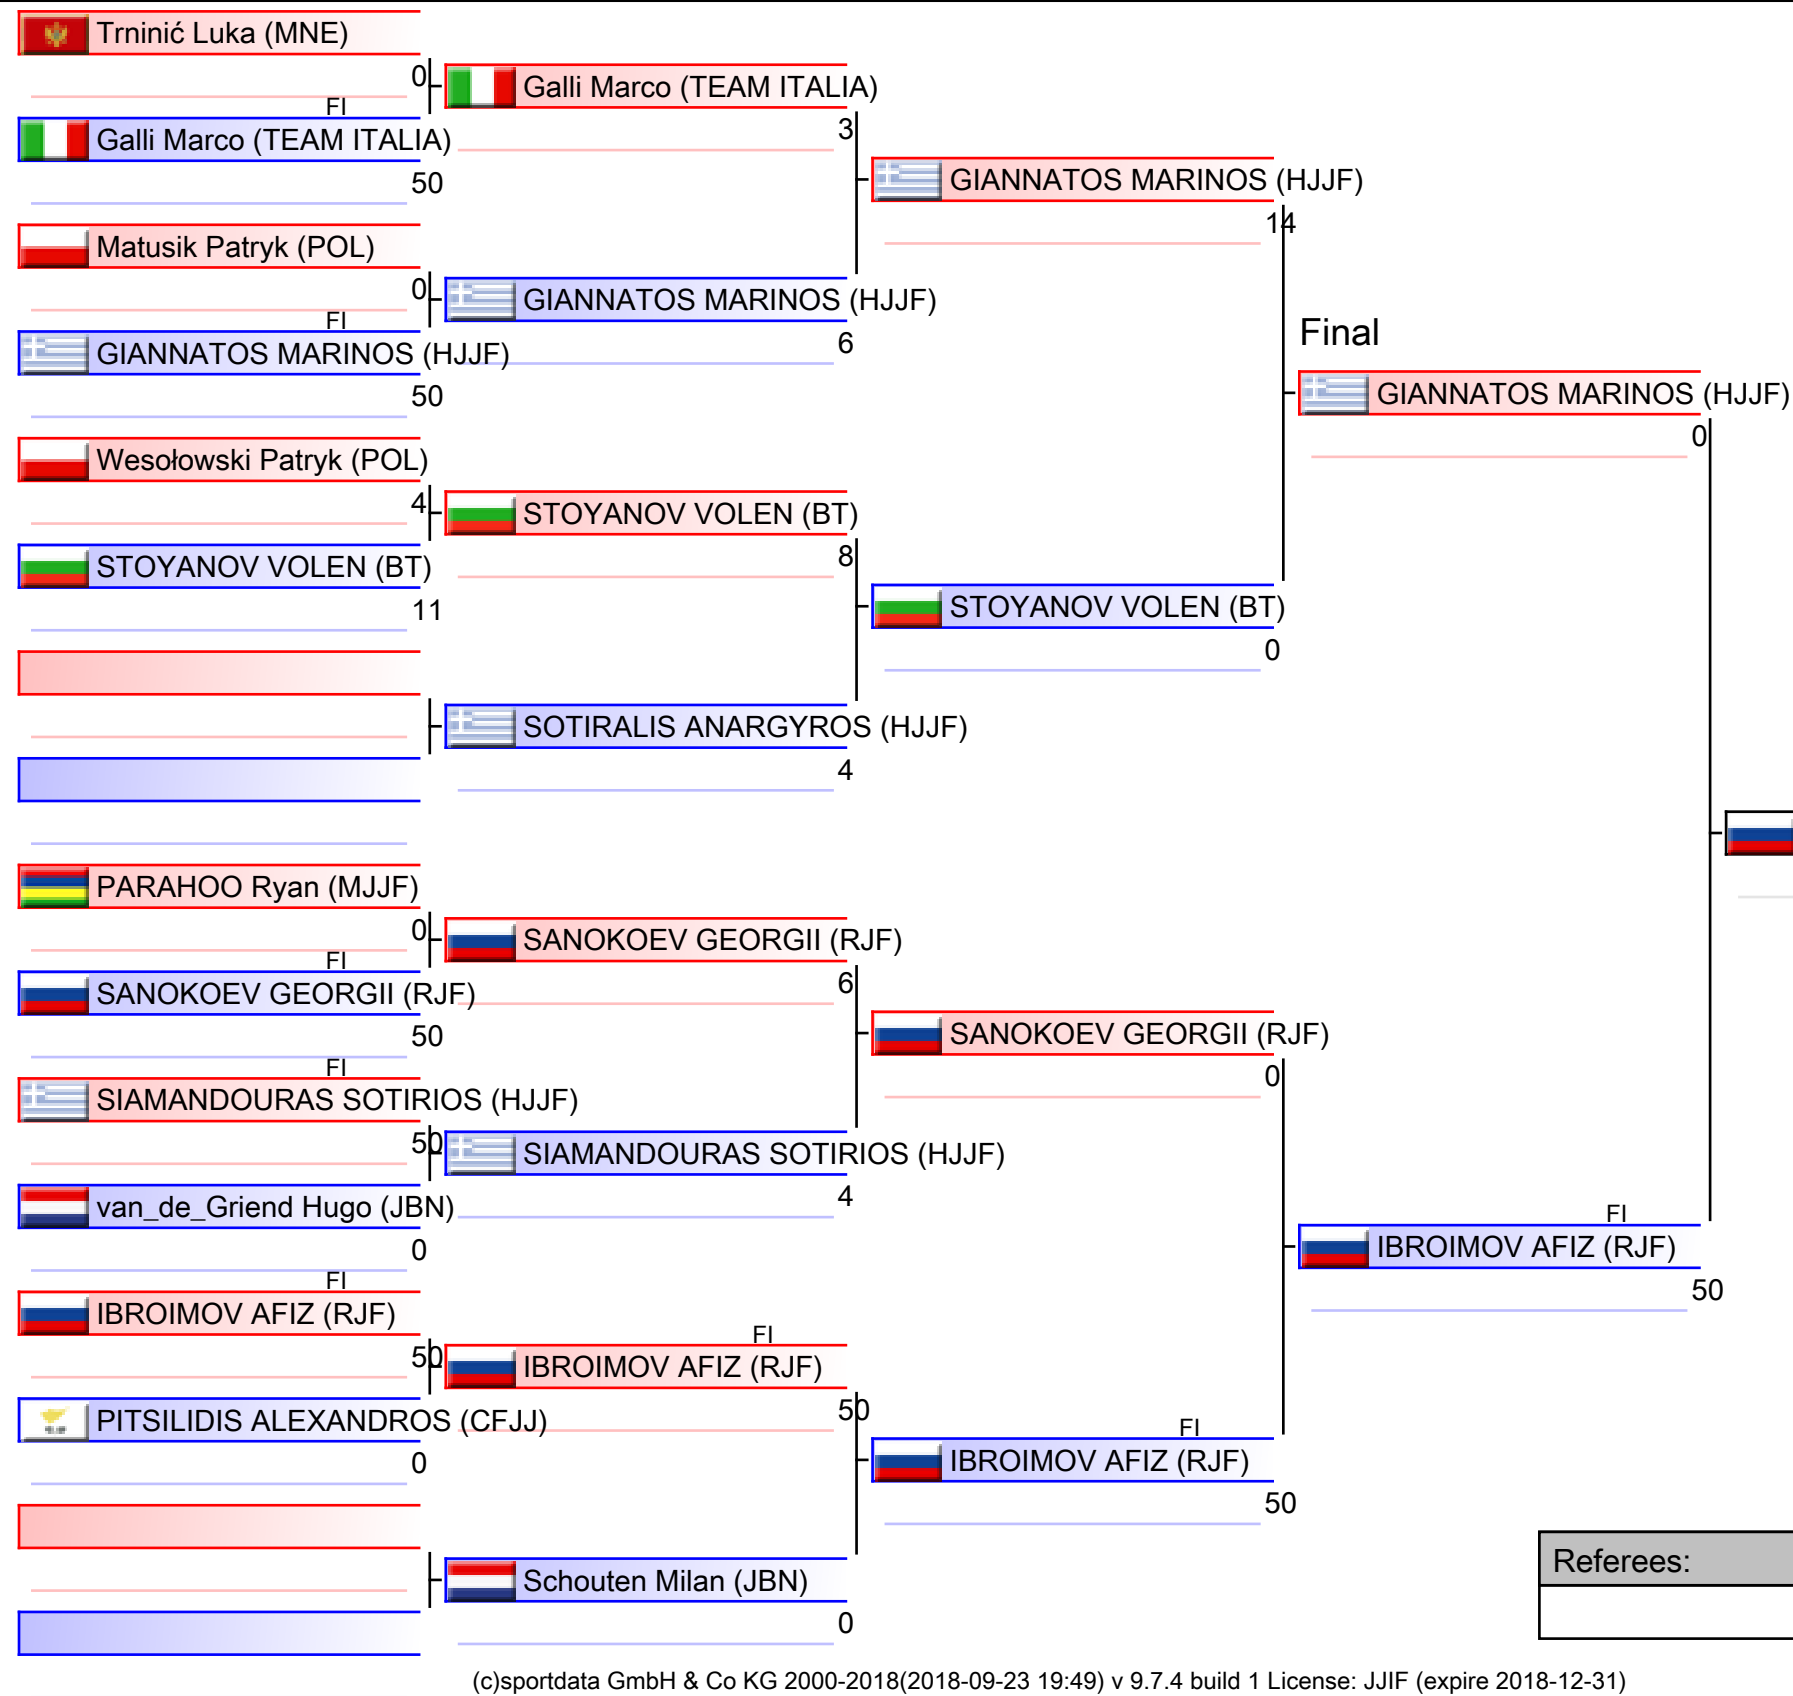 Trninić Luka (MNE)
0
FI
Galli Marco (TEAM ITALIA)
50
Matusik Patryk (POL)
0
FI
GIANNATOS MARINOS (HJJF)
50
Wesołowski Patryk (POL)
4
STOYANOV VOLEN (BT)
11
PARAHOO Ryan (MJJF)
0
FI
SANOKOEV GEORGII (RJF)
50
FI
SIAMANDOURAS SOTIRIOS (HJJF)
50
van_de_Griend Hugo (JBN)
0
FI
IBROIMOV AFIZ (RJF)
50
PITSILIDIS ALEXANDROS (CFJJ)
0
Galli Marco (TEAM ITALIA)
3
GIANNATOS MARINOS (HJJF)
6
STOYANOV VOLEN (BT)
8
SOTIRALIS ANARGYROS (HJJF)
4
SANOKOEV GEORGII (RJF)
6
SIAMANDOURAS SOTIRIOS (HJJF)
4
FI
IBROIMOV AFIZ (RJF)
50
Schouten Milan (JBN)
0
GIANNATOS MARINOS (HJJF)
14
STOYANOV VOLEN (BT)
0
SANOKOEV GEORGII (RJF)
0
FI
IBROIMOV AFIZ (RJF)
50
Final
GIANNATOS MARINOS (HJJF)
0
FI
IBROIMOV AFIZ (RJF)
50
Referees:
(c)sportdata GmbH & Co KG 2000-2018(2018-09-23 19:49) v 9.7.4 build 1 License: JJIF (expire 2018-12-31)